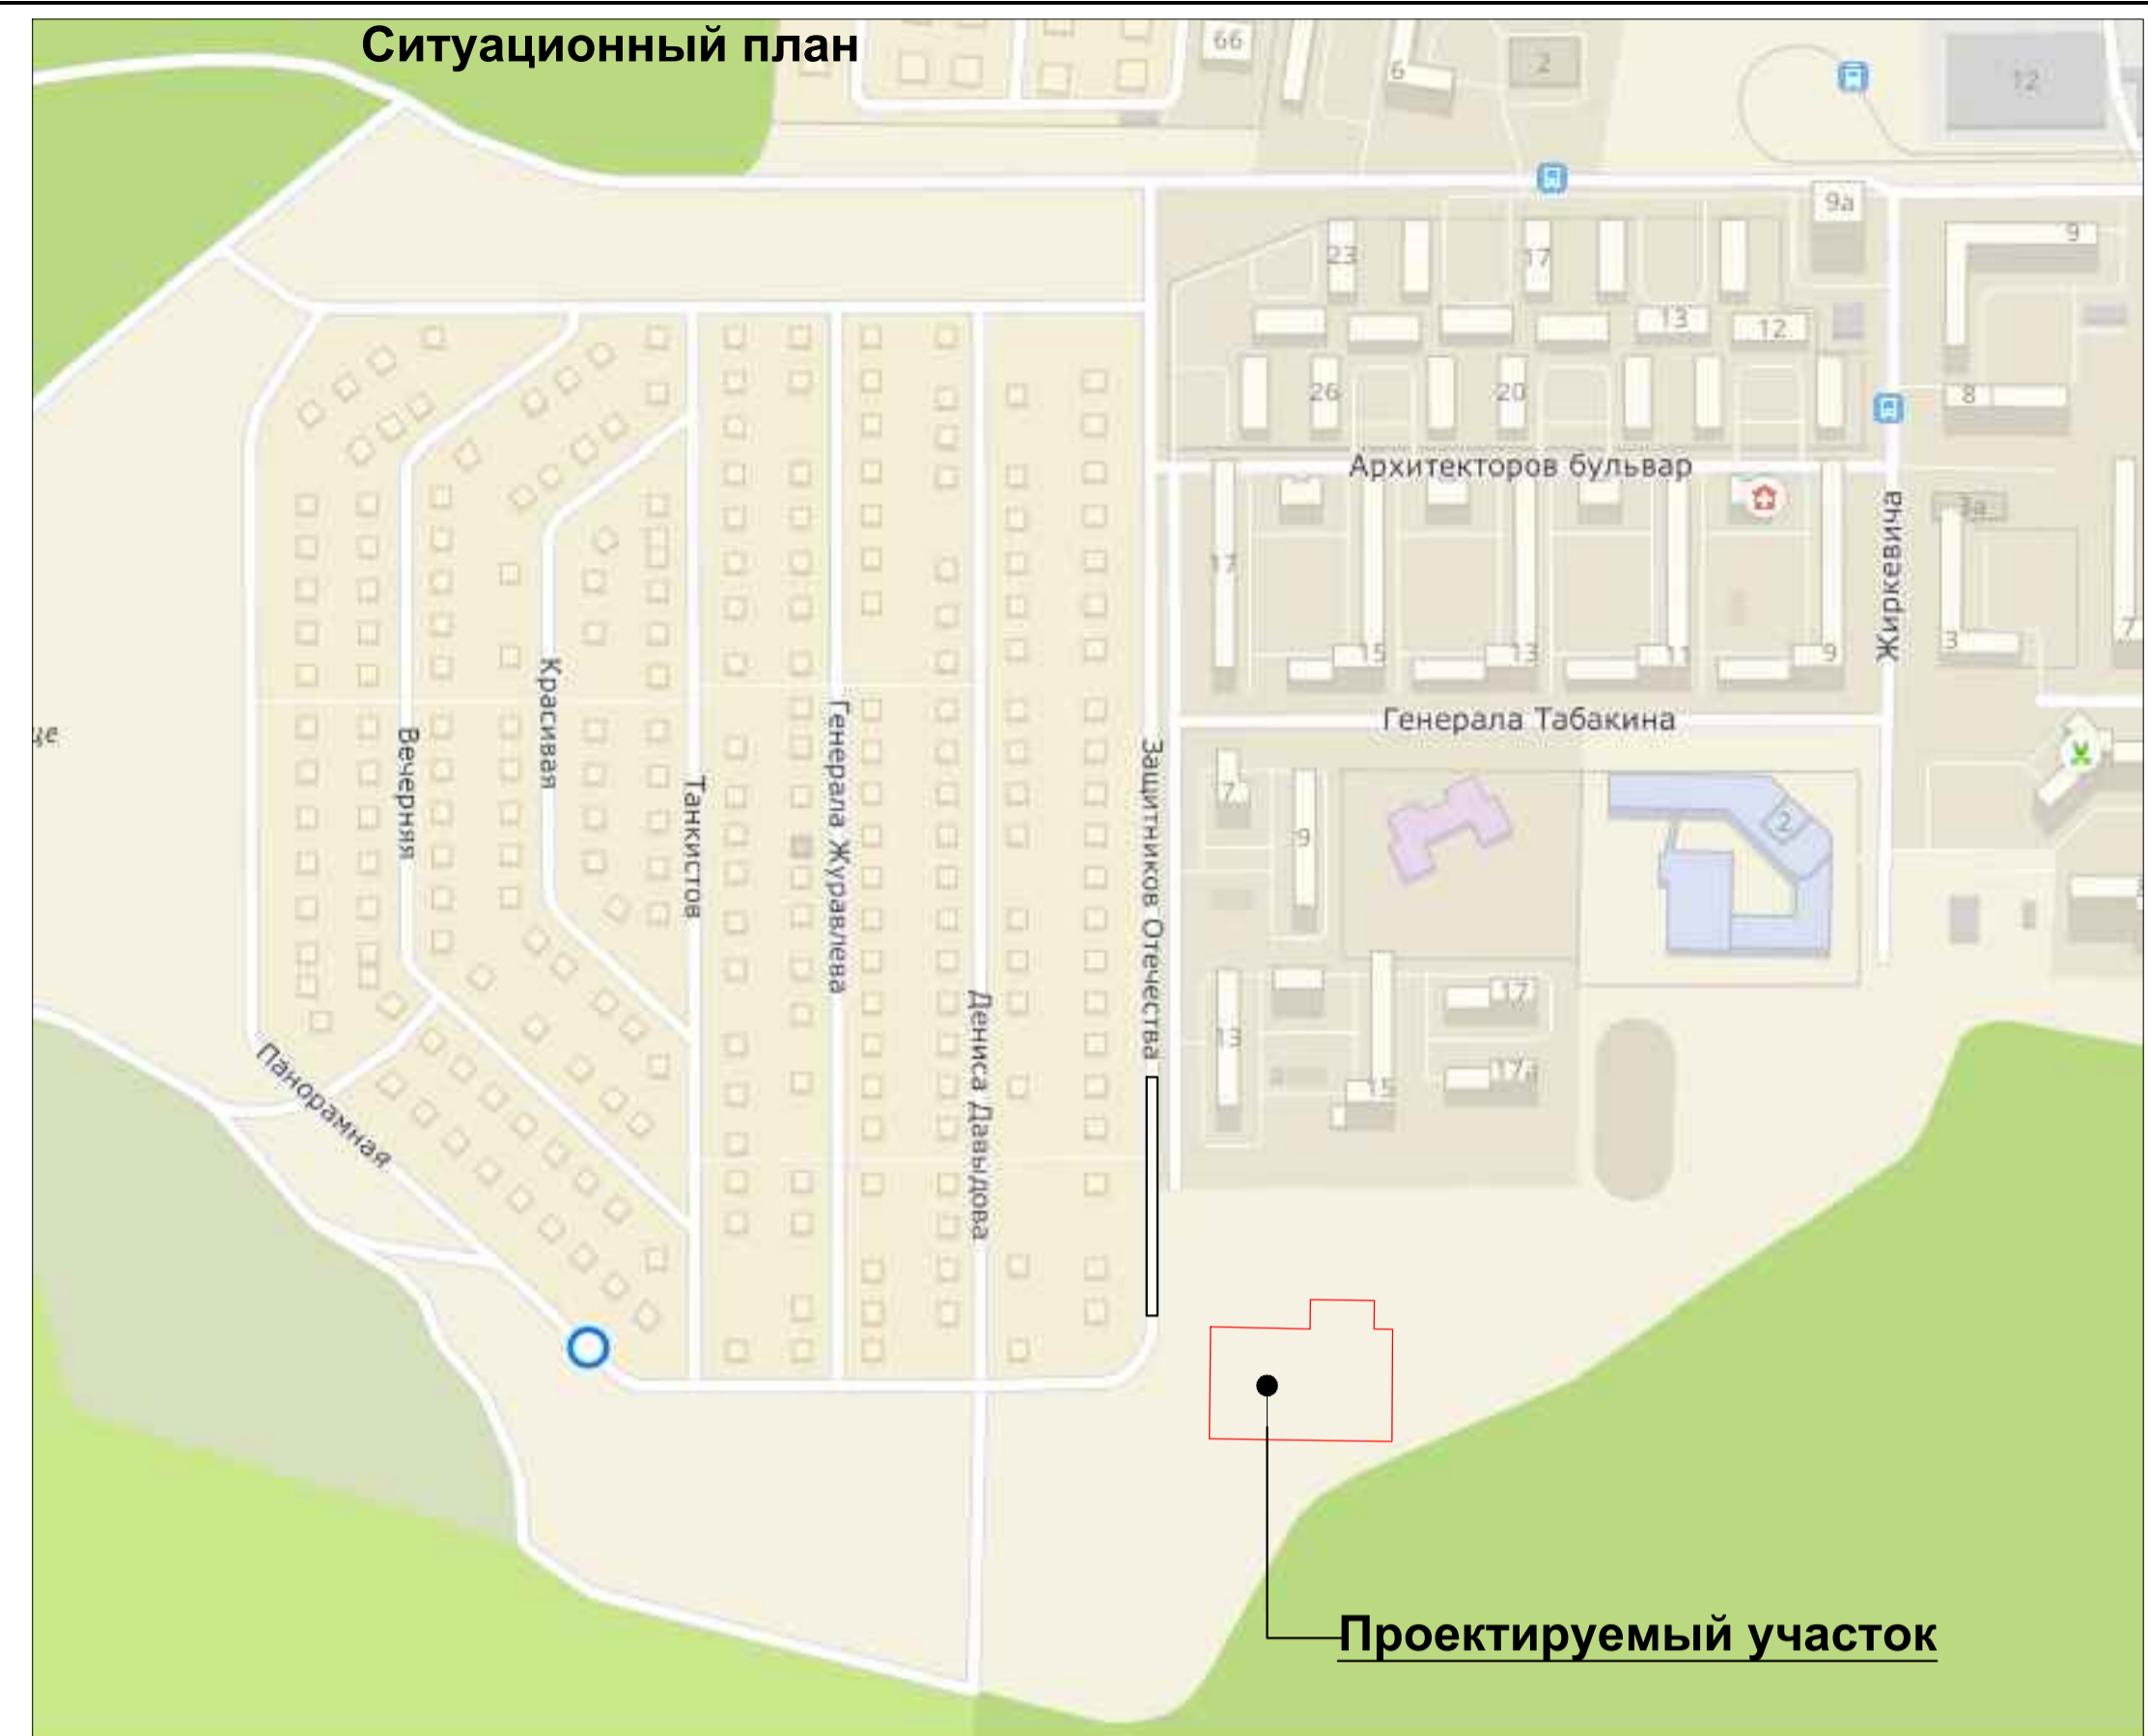 Ситуационный план
66
6
2
12
9а
23
17
9
13
12
26
20
8
Архитекторов бульвар
3а
17
Жиркевича
15
13
11
9
3
7
Красивая
Вечерняя
Генерала Журавлева
Генерала Табакина
це
Защитников Отечества
Танкистов
7
9
2
Дениса Давыдова
17
13
Панорамная
15
17а
Проектируемый участок